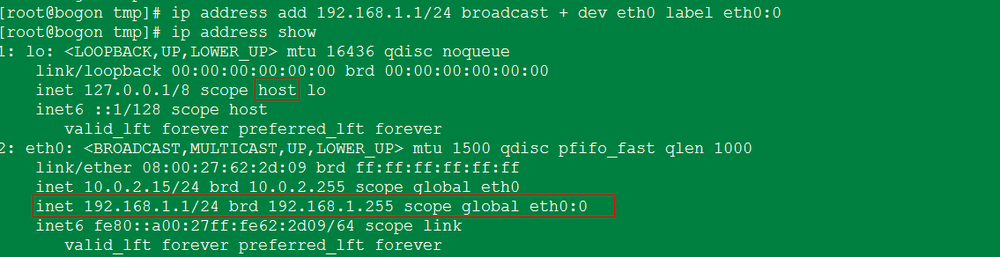 [root@bogon tmp]# ip address add 192.168.1.1/24 broadcast + dev eth0 label eth0:0
[root@bogon tmp]# ip address show
1: lo: <LOOPBACK,UP,LOWER_UP> mtu 16436 qdisc noqueue
link/loopback 00:00:00:00:00:00 brd 00:00:00:00:00:00
inet 127.0.0.1/8 scope host lo
inet6 ::1/128 scope host
valid_lft forever preferred_lft forever
2: eth0: <BROADCAST,MULTICAST,UP,LOWER_UP> mtu 1500 qdisc pfifo_fast qlen 1000
link/ether 08:00:27:62:2d:09 brd ff:ff:ff:ff:ff:ff
inet 10.0.2.15/24 brd 10.0.2.255 scope global eth0
inet 192.168.1.1/24 brd 192.168.1.255 scope global eth0:0
inet6 fe80::a00:27ff:fe62:2d09/64 scope link
valid_lft forever preferred_lft forever